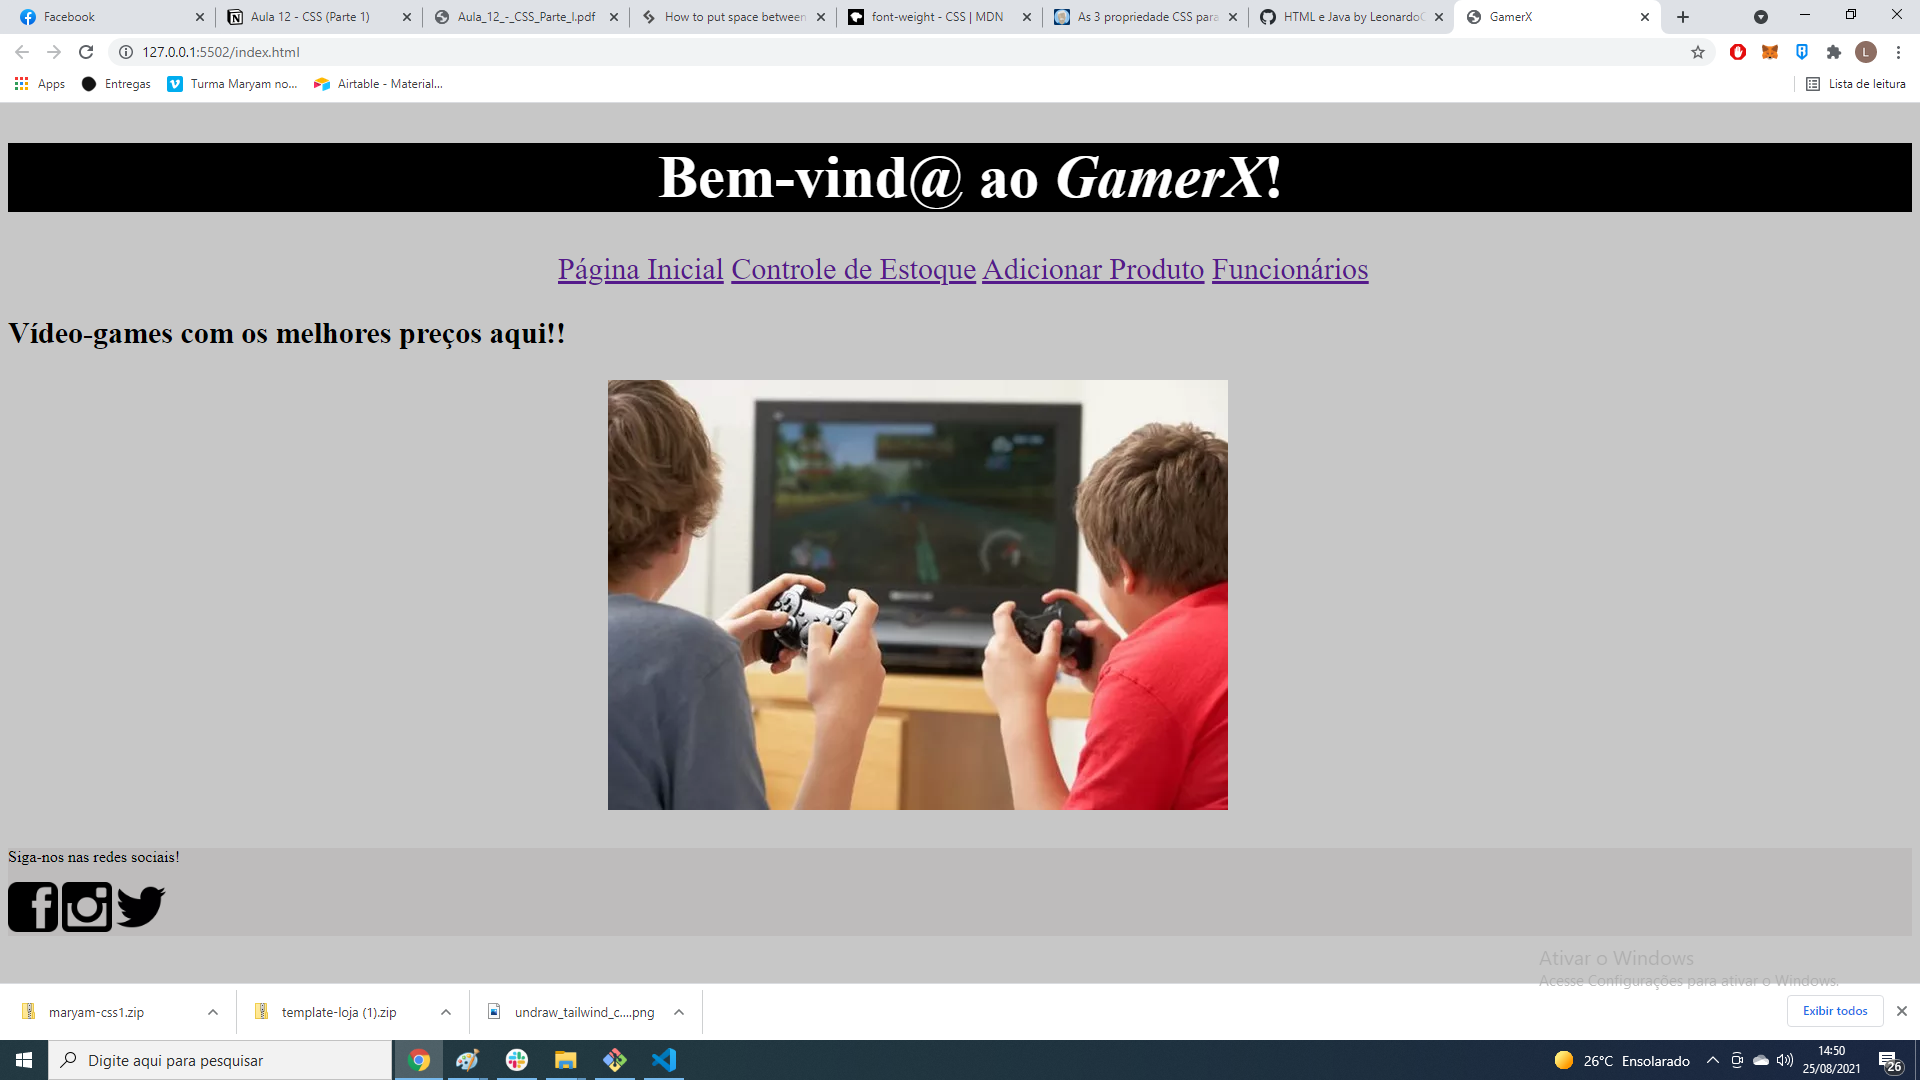 Facebook
Aula 12 - CSS (Parte 1)
Aula_12_-_CSS_Parte_I.pdf
How to put space between
font-weight - CSS | MDN
As 3 propriedade CSS para
HTML e Java by LeonardoC
GamerX
127.0.0.1:5502/index.html
L
Apps
Entregas
Turma Maryam no...
Airtable - Material...
Lista de leitura
Bem-vind@ ao GamerX!
Página Inicial Controle de Estoque Adicionar Produto Funcionários
Vídeo-games com os melhores preços aqui!!
Siga-nos nas redes sociais!
Ativar o Windows
Acesse Configurações para ativar o Windows.
maryam-css1.zip
template-loja (1).zip
undraw_tailwind_c....png
Exibir todos
Digite aqui para pesquisar
26°C Ensolarado
14:50
25/08/2021
26